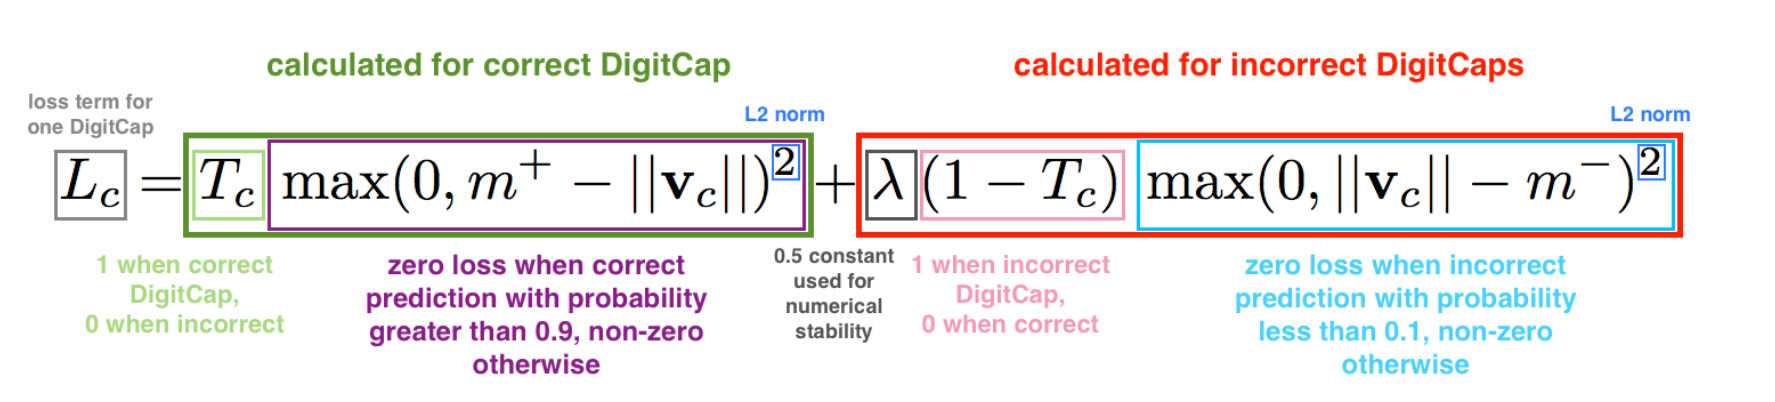 calculated for correct DigitCap
calculated for incorrect DigitCaps
loss term for
one DigitCap
L2 norm
L2 norm
L_c = T_c max(0, m^+ − ||v_c||)^2 + λ(1 − T_c) max(0, ||v_c|| − m^−)^2
1 when correct
DigitCap,
0 when incorrect
zero loss when correct
prediction with probability
greater than 0.9, non-zero
otherwise
0.5 constant
used for
numerical
stability
1 when incorrect
DigitCap,
0 when correct
zero loss when incorrect
prediction with probability
less than 0.1, non-zero
otherwise